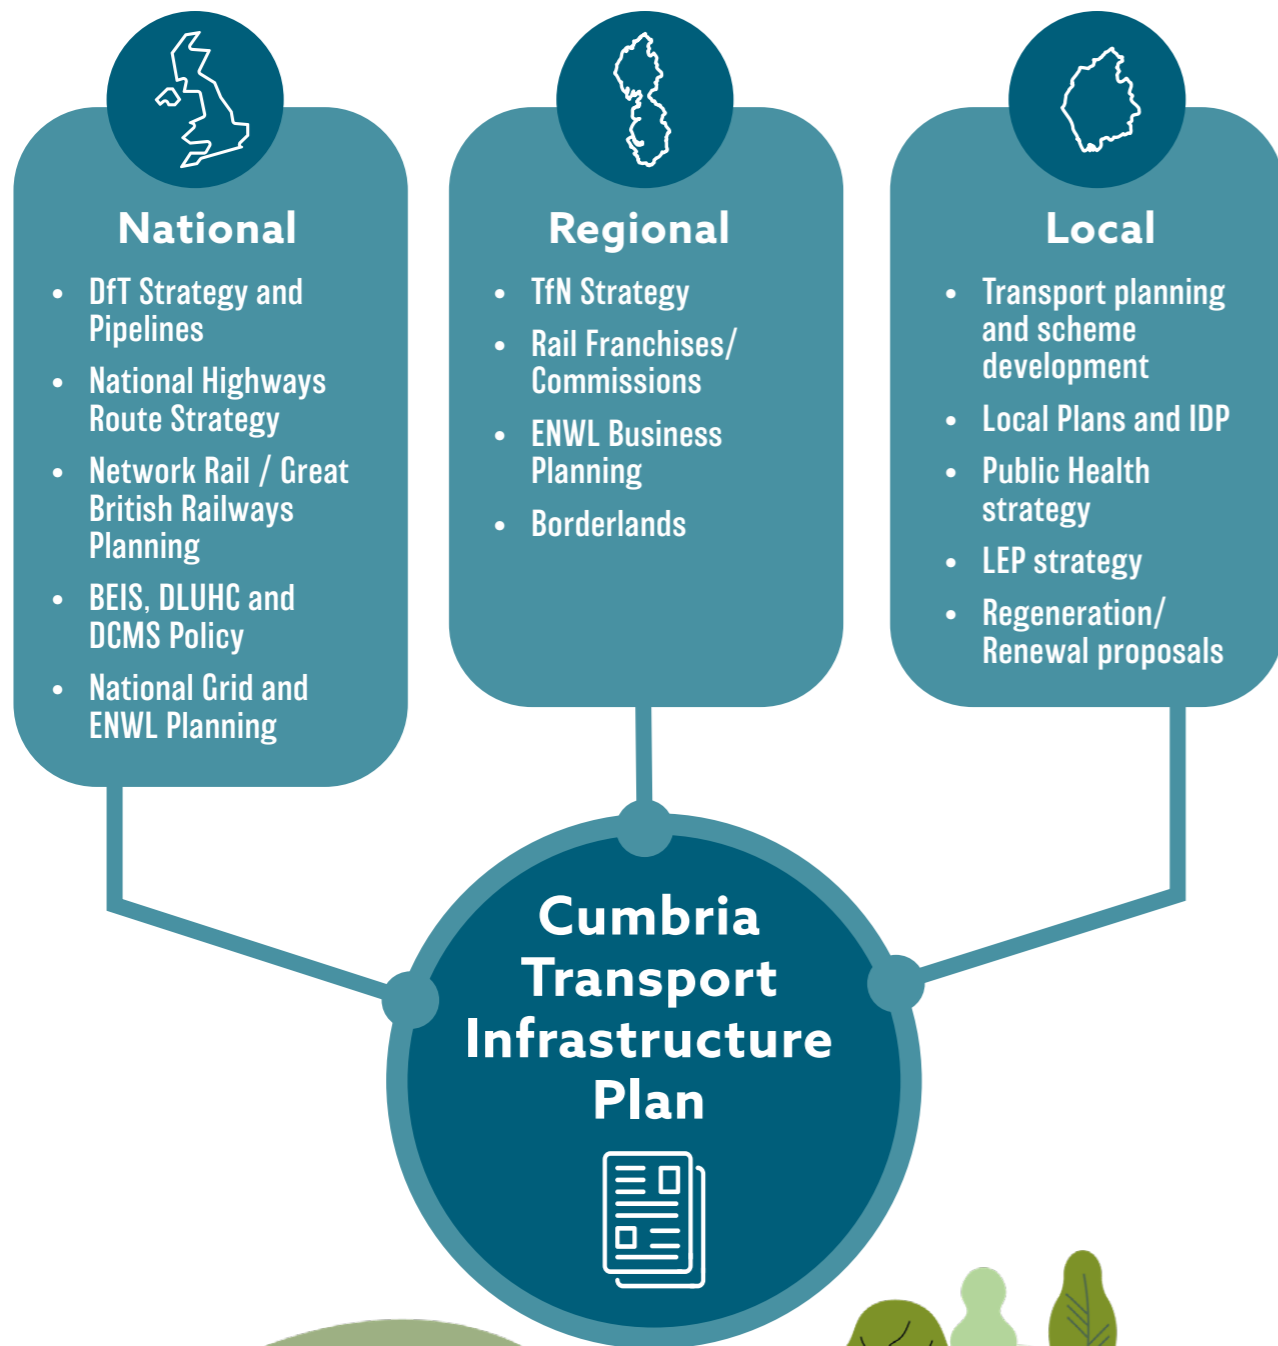 National
• DfT Strategy and
Pipelines
• National Highways
Route Strategy
• Network Rail / Great
British Railways
Planning
• BEIS, DLUHC and
DCMS Policy
• National Grid and
ENWL Planning
Regional
• TfN Strategy
• Rail Franchises/
Commissions
• ENWL Business
Planning
• Borderlands
Local
• Transport planning
and scheme
development
• Local Plans and IDP
• Public Health
strategy
• LEP strategy
• Regeneration/
Renewal proposals
Cumbria
Transport
Infrastructure
Plan